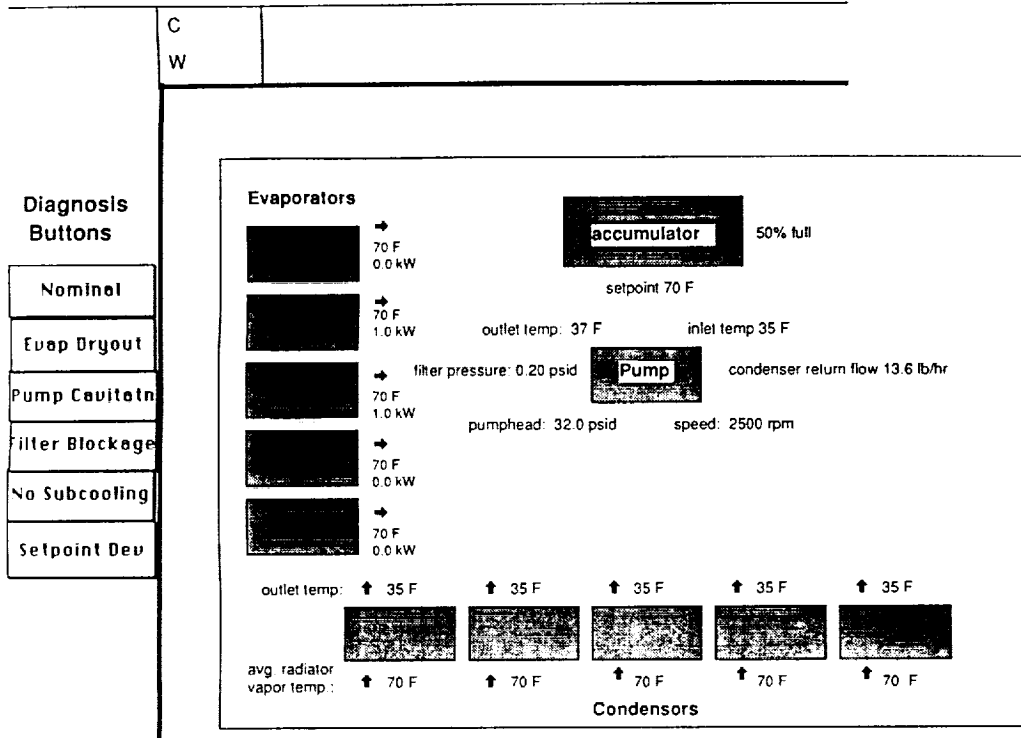 C
W
Diagnosis
Buttons
Nominal
Evap Dryout
Pump Cavitatn
Filter Blockage
No Subcooling
Setpoint Dev
Evaporators
70 F
0.0 kW
70 F
1.0 kW
70 F
1.0 kW
70 F
0.0 kW
70 F
0.0 kW
accumulator
50% full
setpoint 70 F
outlet temp: 37 F inlet temp 35 F
filter pressure: 0.20 psid Pump condenser return flow 13.6 lb/hr
pumphead: 32.0 psid speed: 2500 rpm
outlet temp: 35 F 35 F 35 F 35 F 35 F
avg. radiator
vapor temp.: 70 F 70 F 70 F 70 F 70 F
Condensors